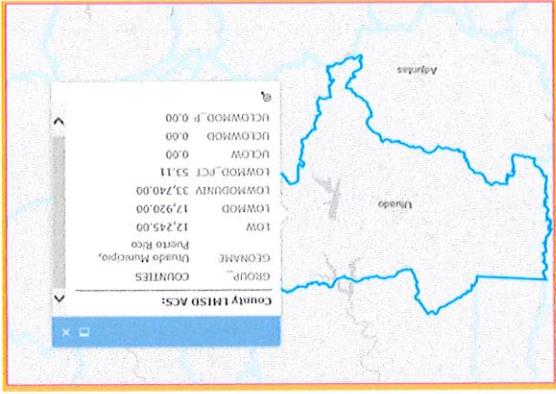 County LMISD ACS:
GROUP_ COUNTIES
GEONAME Utuado Municipio,
Puerto Rico
LOW 12,245.00
LOWMOD 17,920.00
LOWMODUNIV 33,740.00
LOWMOD_PCT 53.11
UCLOW 0.00
UCLOWMOD 0.00
UCLOWMOD_P 0.00
Utuado
Adjuntas